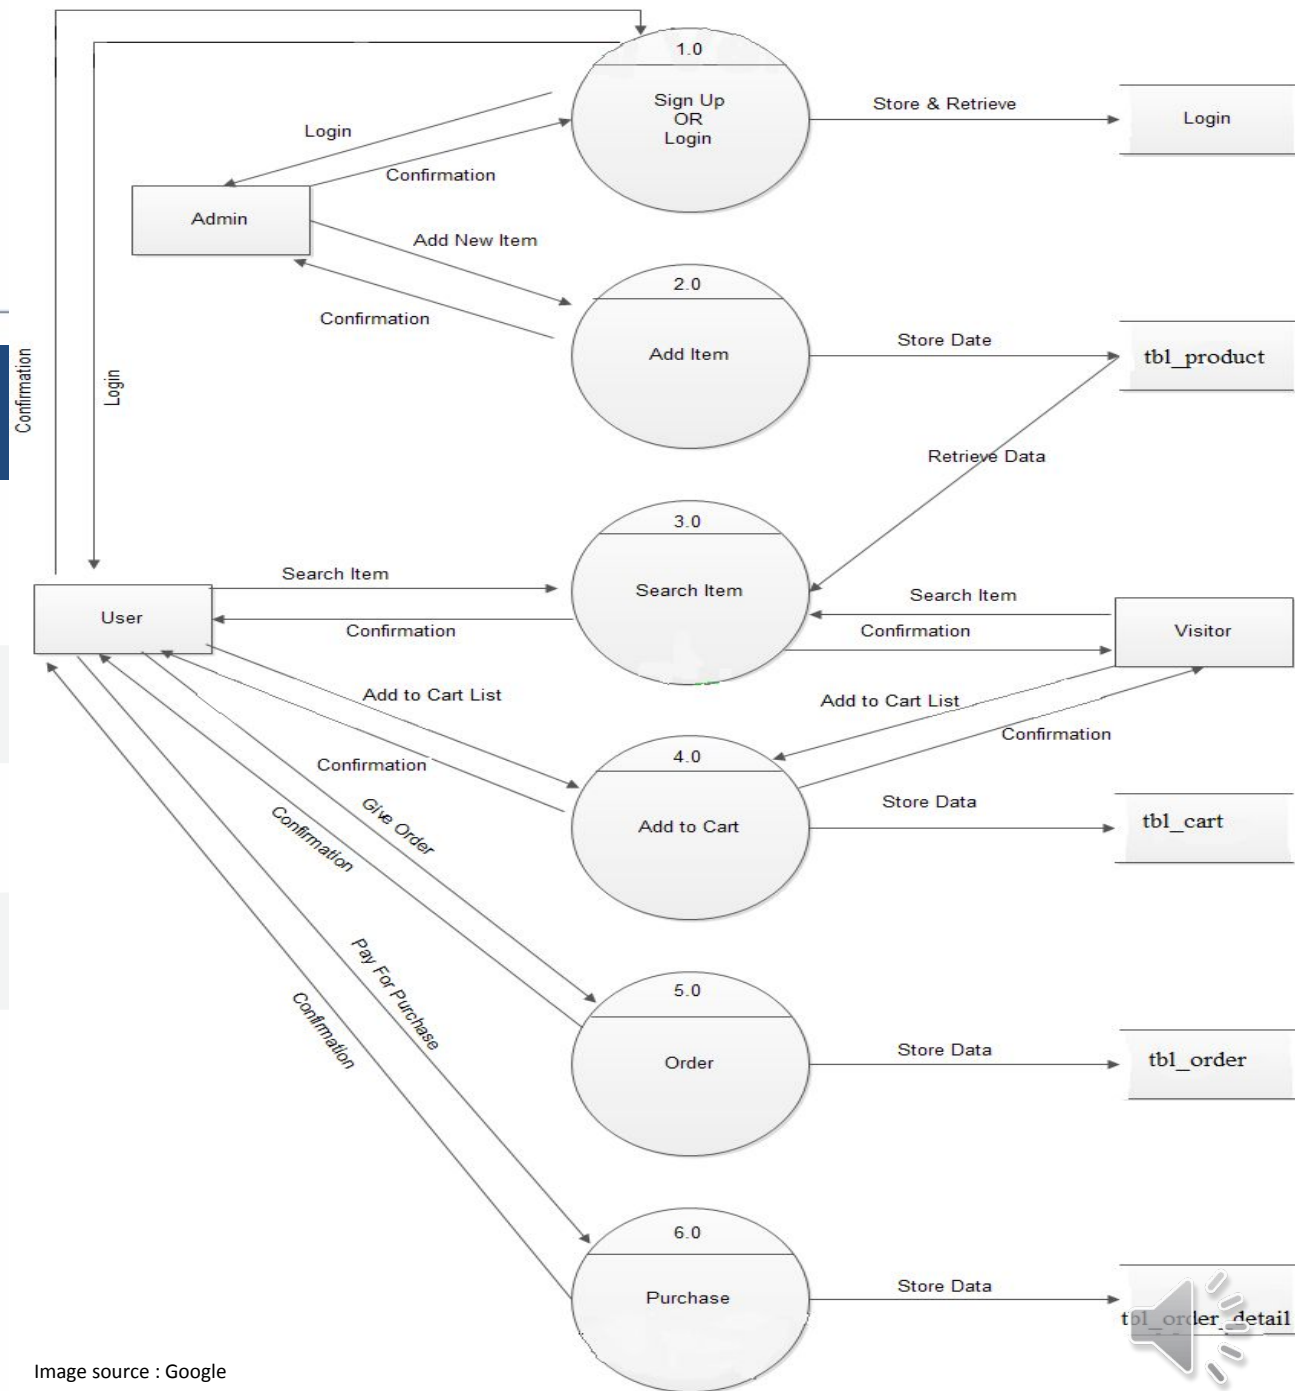 1.0
Sign Up
OR
Login
Store & Retrieve
Login
Login
Confirmation
Admin
Add New Item
Confirmation
2.0
Add Item
Store Date
tbl_product
Confirmation
Login
Retrieve Data
3.0
Search Item
Search Item
Confirmation
User
Search Item
Confirmation
Visitor
Add to Cart List
Confirmation
Add to Cart List
Confirmation
4.0
Add to Cart
Store Data
tbl_cart
Give Order
Confirmation
Pay For Purchase
Confirmation
5.0
Order
Store Data
tbl_order
6.0
Purchase
Store Data
tbl_order_detail
Image source : Google